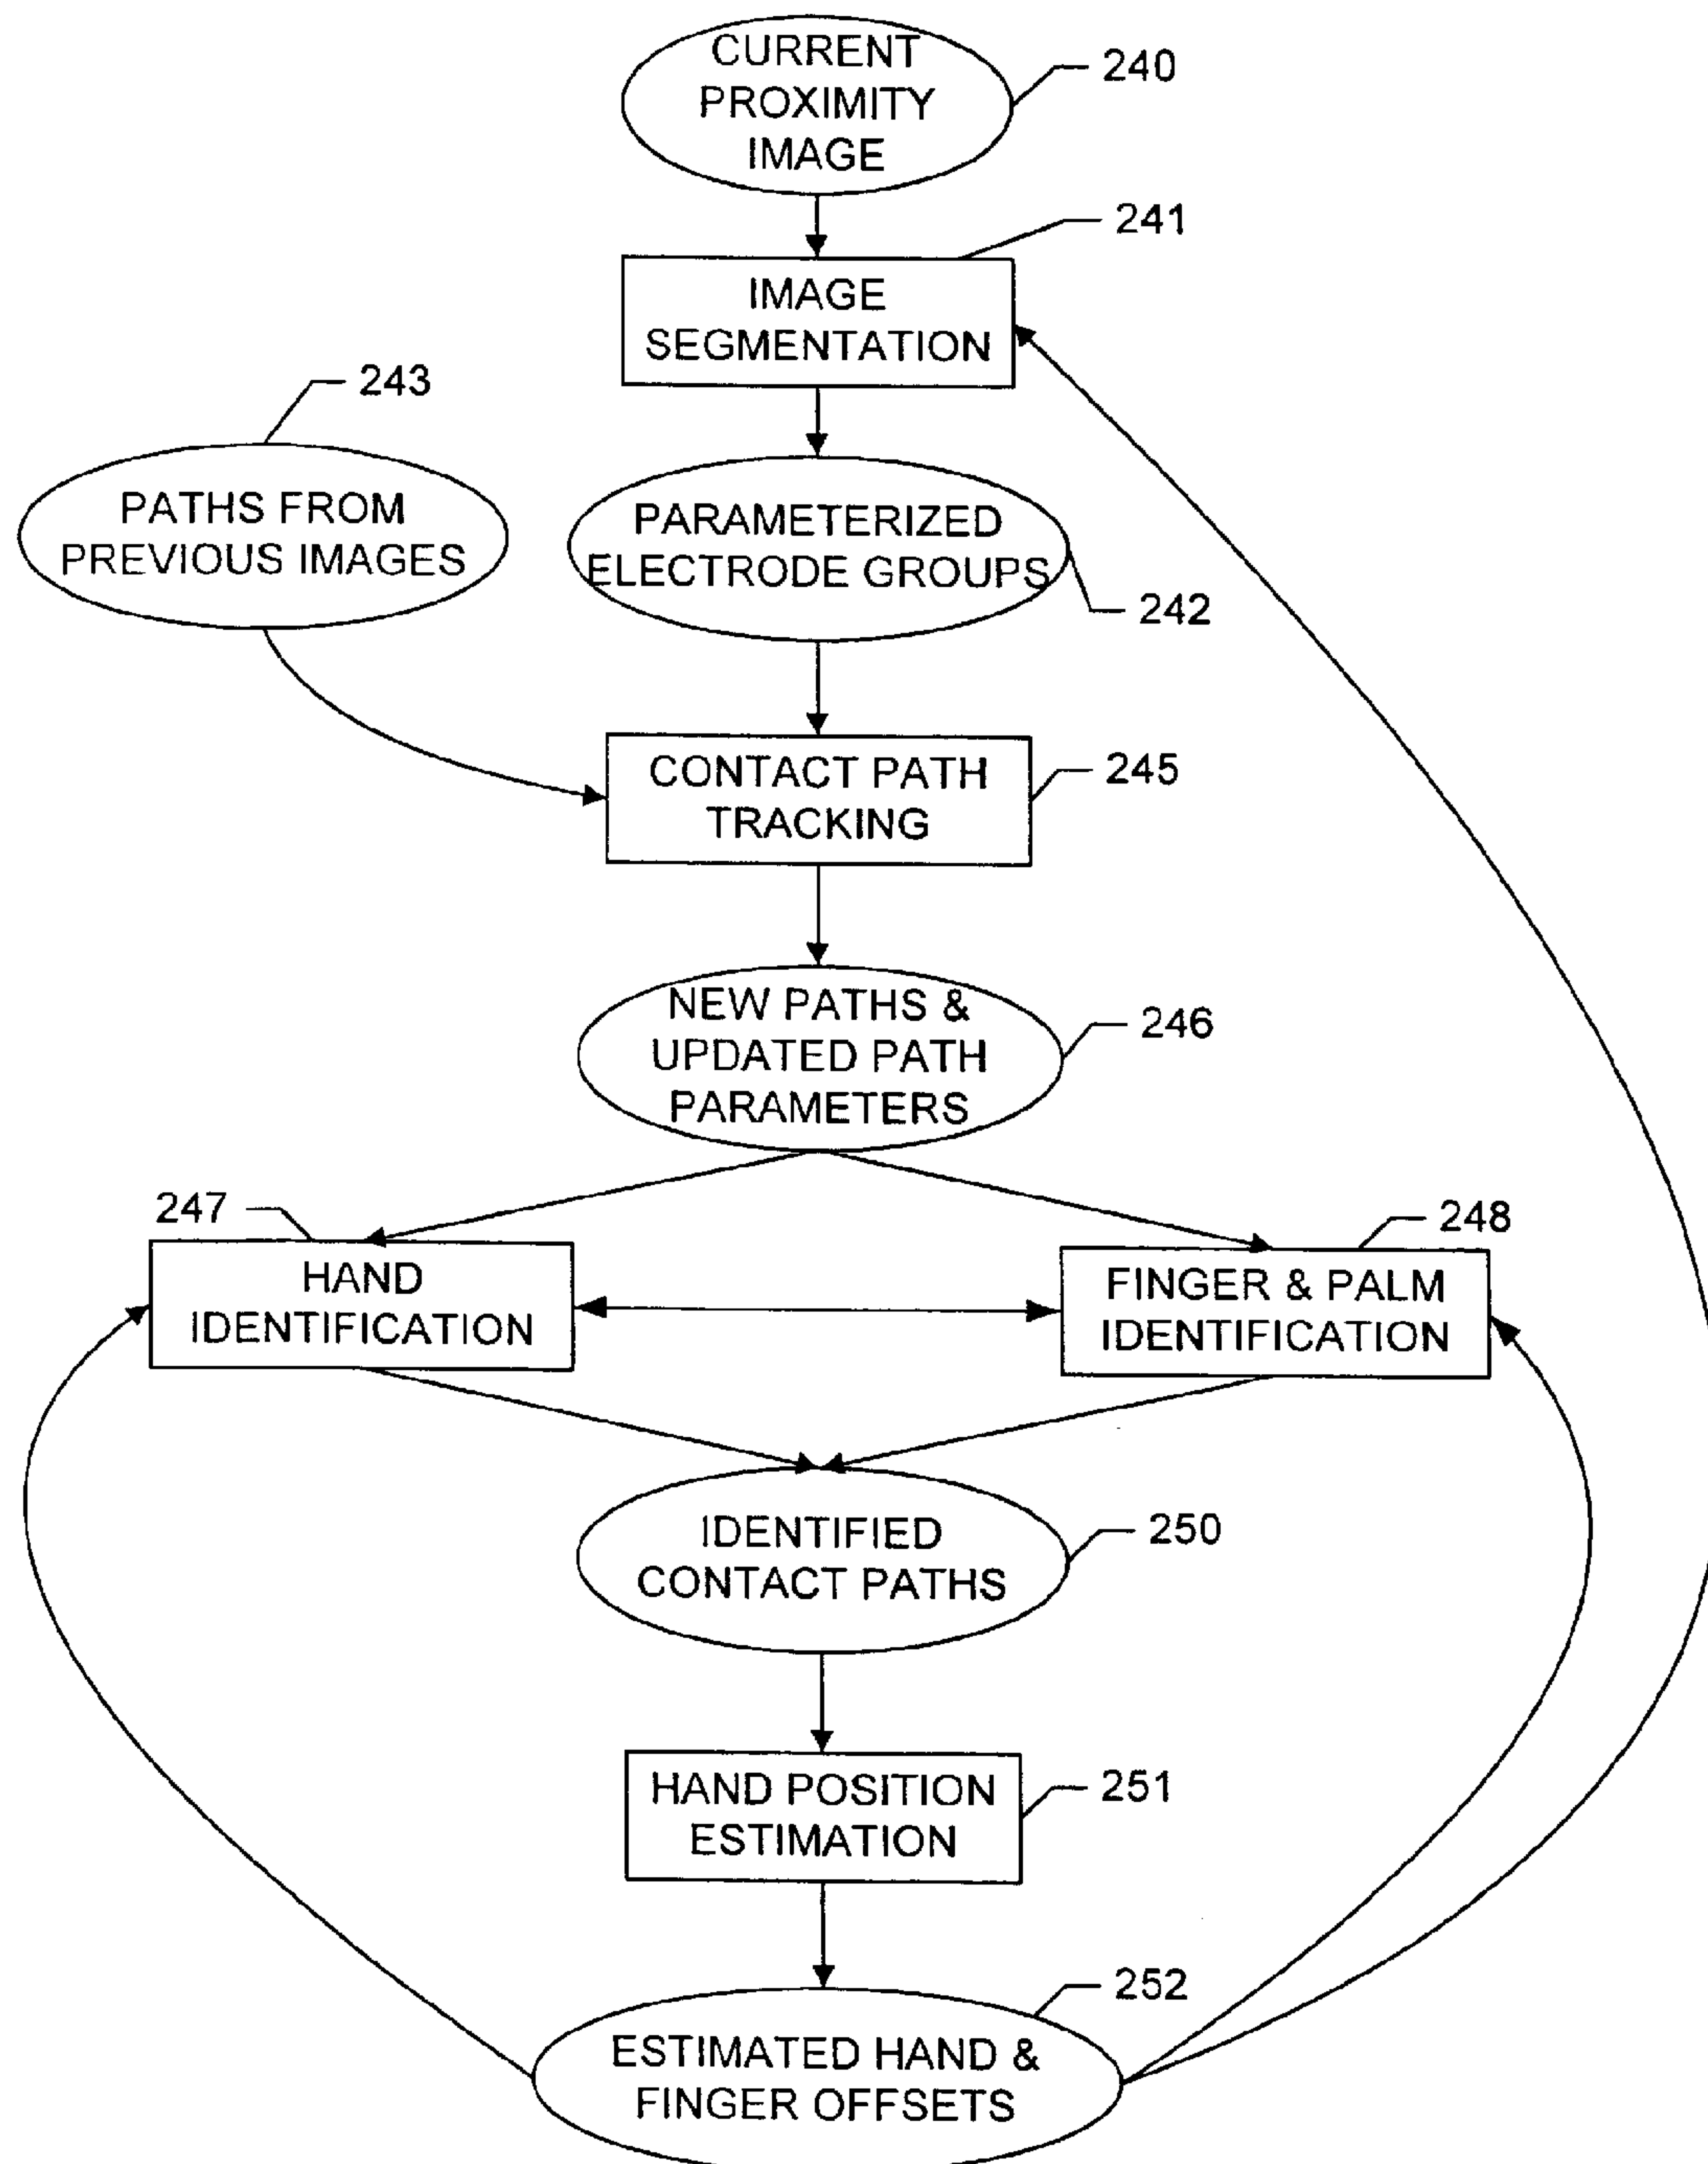 CURRENT
PROXIMITY
IMAGE
240
241
IMAGE
SEGMENTATION
243
PATHS FROM
PREVIOUS IMAGES
PARAMETERIZED
ELECTRODE GROUPS
242
CONTACT PATH
TRACKING
245
NEW PATHS &
UPDATED PATH
PARAMETERS
246
247
HAND
IDENTIFICATION
248
FINGER & PALM
IDENTIFICATION
IDENTIFIED
CONTACT PATHS
250
HAND POSITION
ESTIMATION
251
252
ESTIMATED HAND &
FINGER OFFSETS